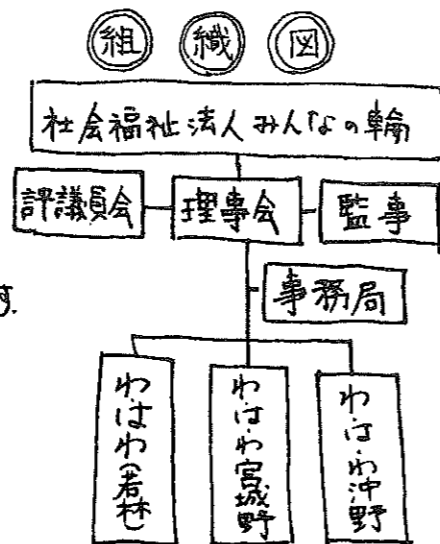 組織図
社会福祉法人みんなの輪
評議員会 理事会 監事
事務局
す.
わ・は・わ若林
わ・は・わ宮城野
わ・は・わ沖野